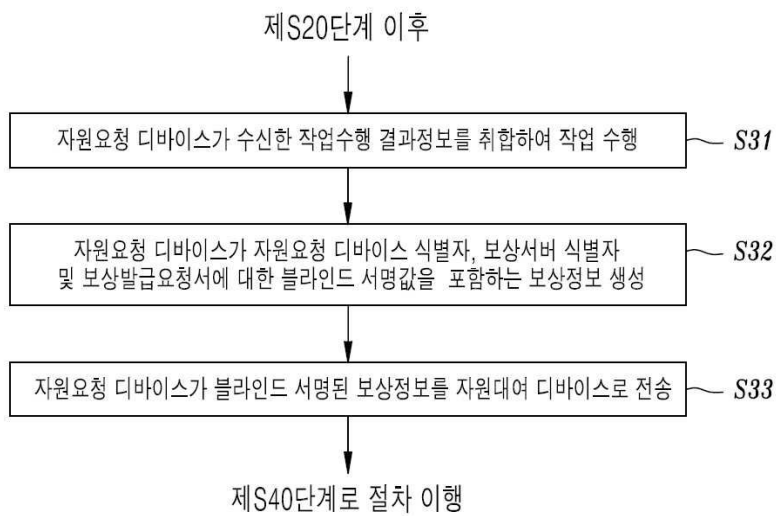 제S20단계 이후
자원요청 디바이스가 수신한 작업수행 결과정보를 취합하여 작업 수행
S31
자원요청 디바이스가 자원요청 디바이스 식별자, 보상서버 식별자
및 보상발급요청서에 대한 블라인드 서명값을 포함하는 보상정보 생성
S32
자원요청 디바이스가 블라인드 서명된 보상정보를 자원대여 디바이스로 전송
S33
제S40단계로 절차 이행